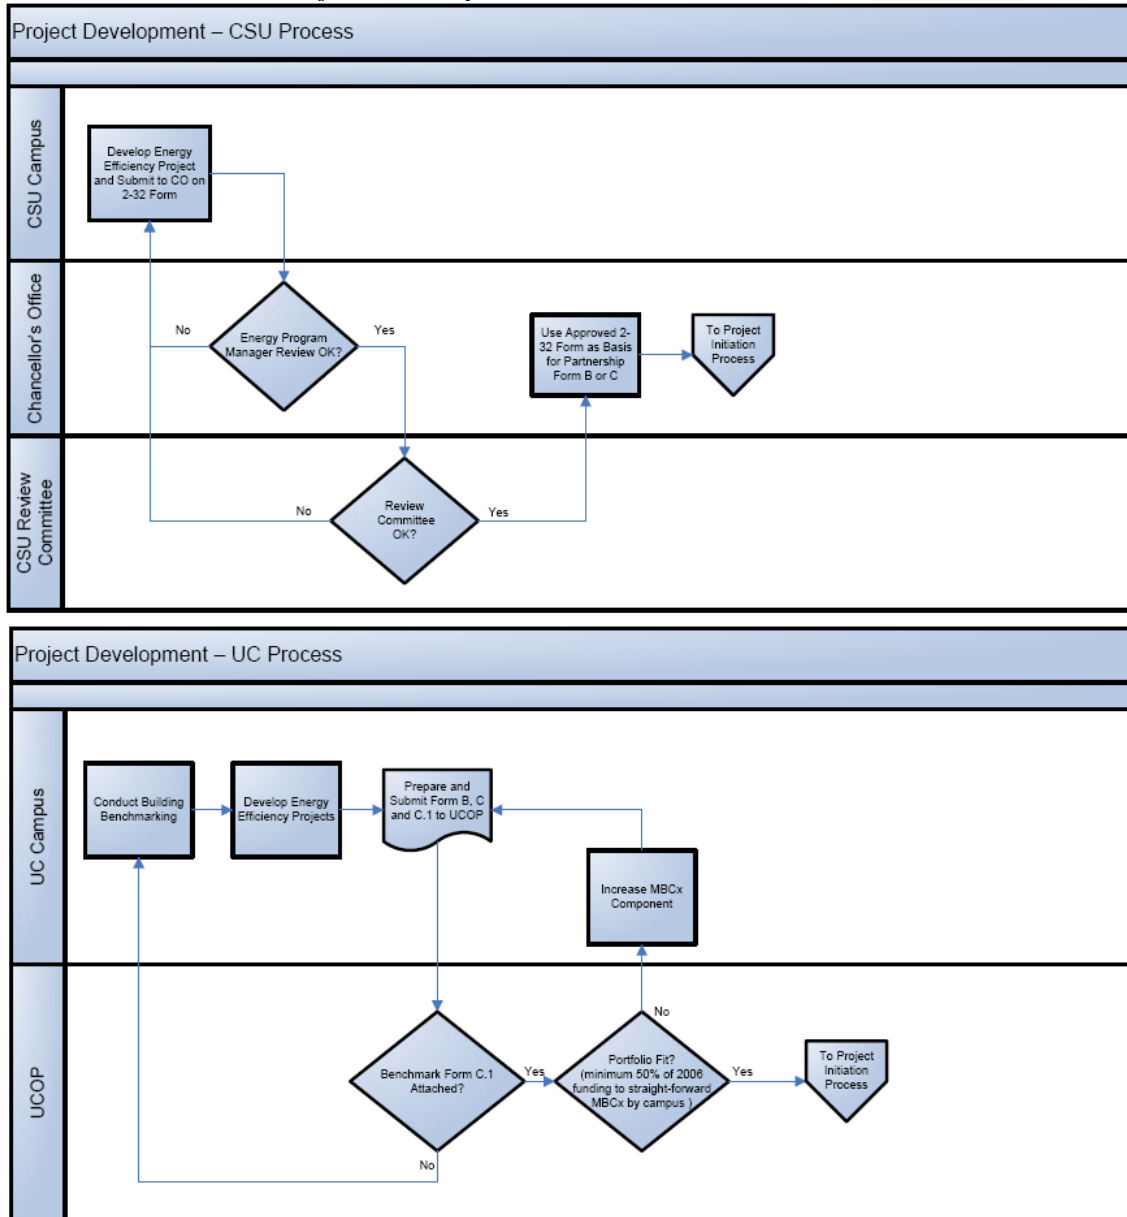 Project Development – CSU Process
CSU Campus
Develop Energy
Efficiency Project
and Submit to CO on
2-32 Form
Chancellor's Office
No
Energy Program
Manager Review OK?
Yes
Use Approved 2-
32 Form as Basis
for Partnership
Form B or C
To Project
Initiation
Process
CSU Review
Committee
No
Review
Committee
OK?
Yes
Project Development – UC Process
UC Campus
Conduct Building
Benchmarking
Develop Energy
Efficiency Projects
Prepare and
Submit Form B, C
and C.1 to UCOP
Increase MBCx
Component
UCOP
Benchmark Form C.1
Attached?
Yes
No
No
Portfolio Fit?
(minimum 50% of 2006
funding to straight-forward
MBCx by campus )
Yes
To Project
Initiation
Process